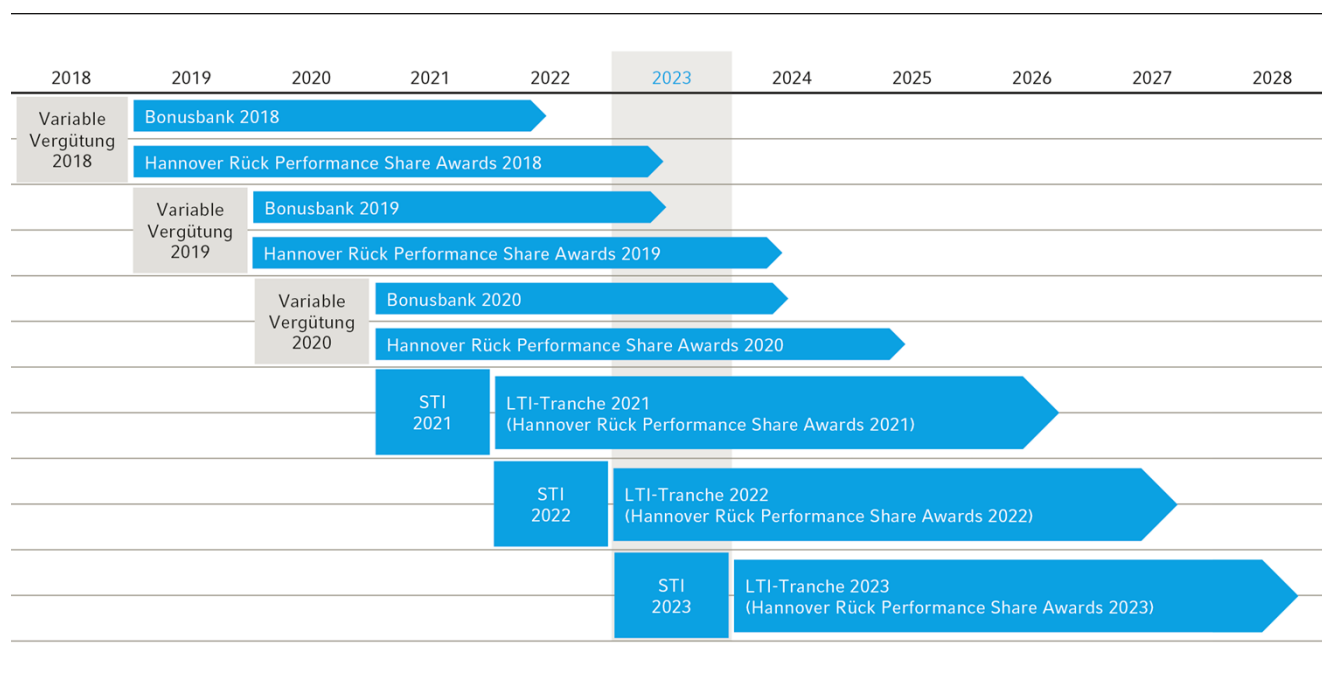 2018 2019 2020 2021 2022 2023 2024 2025 2026 2027 2028
Variable
Vergütung
2018
Bonusbank 2018
Hannover Rück Performance Share Awards 2018
Variable
Vergütung
2019
Bonusbank 2019
Hannover Rück Performance Share Awards 2019
Variable
Vergütung
2020
Bonusbank 2020
Hannover Rück Performance Share Awards 2020
STI
2021
LTI-Tranche 2021
(Hannover Rück Performance Share Awards 2021)
STI
2022
LTI-Tranche 2022
(Hannover Rück Performance Share Awards 2022)
STI
2023
LTI-Tranche 2023
(Hannover Rück Performance Share Awards 2023)